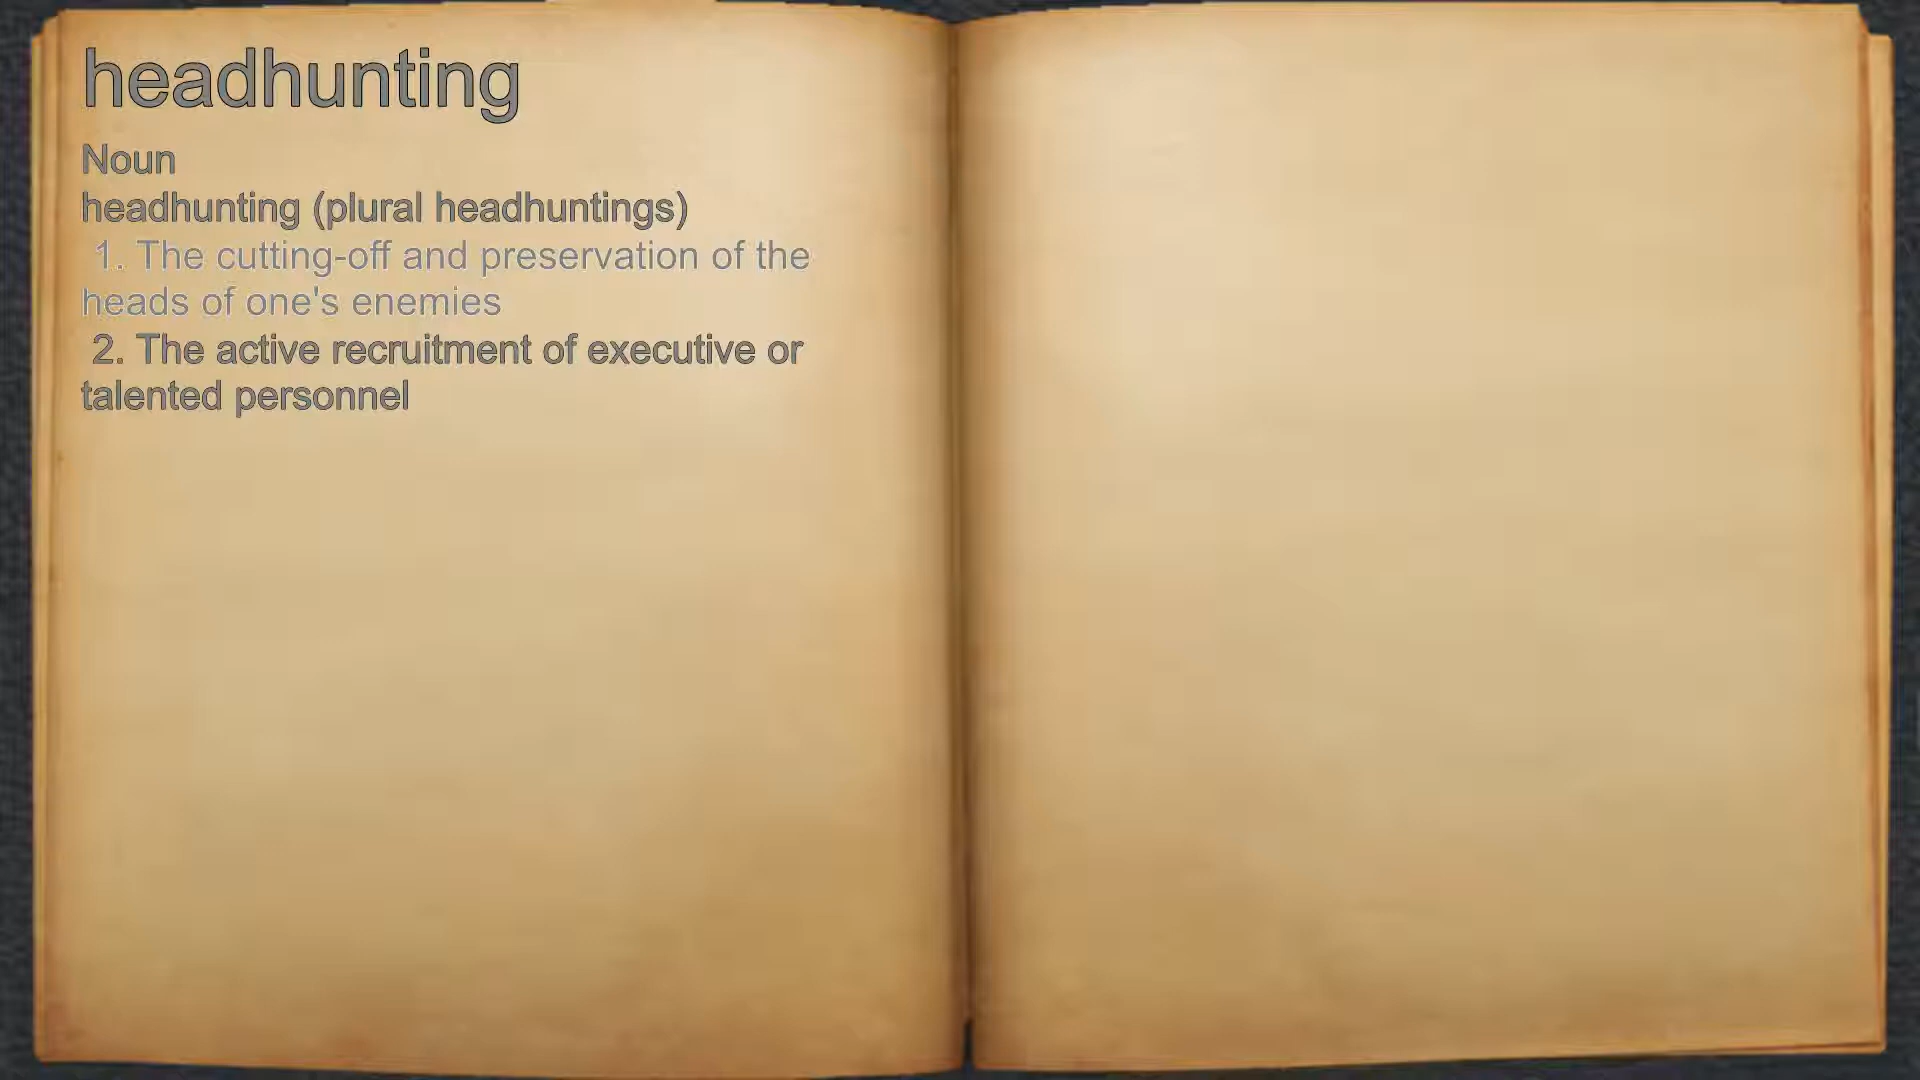 headhunting
Noun
headhunting (plural headhuntings)
1. The cutting-off and preservation of the
heads of one's enemies
2. The active recruitment of executive or
talented personnel